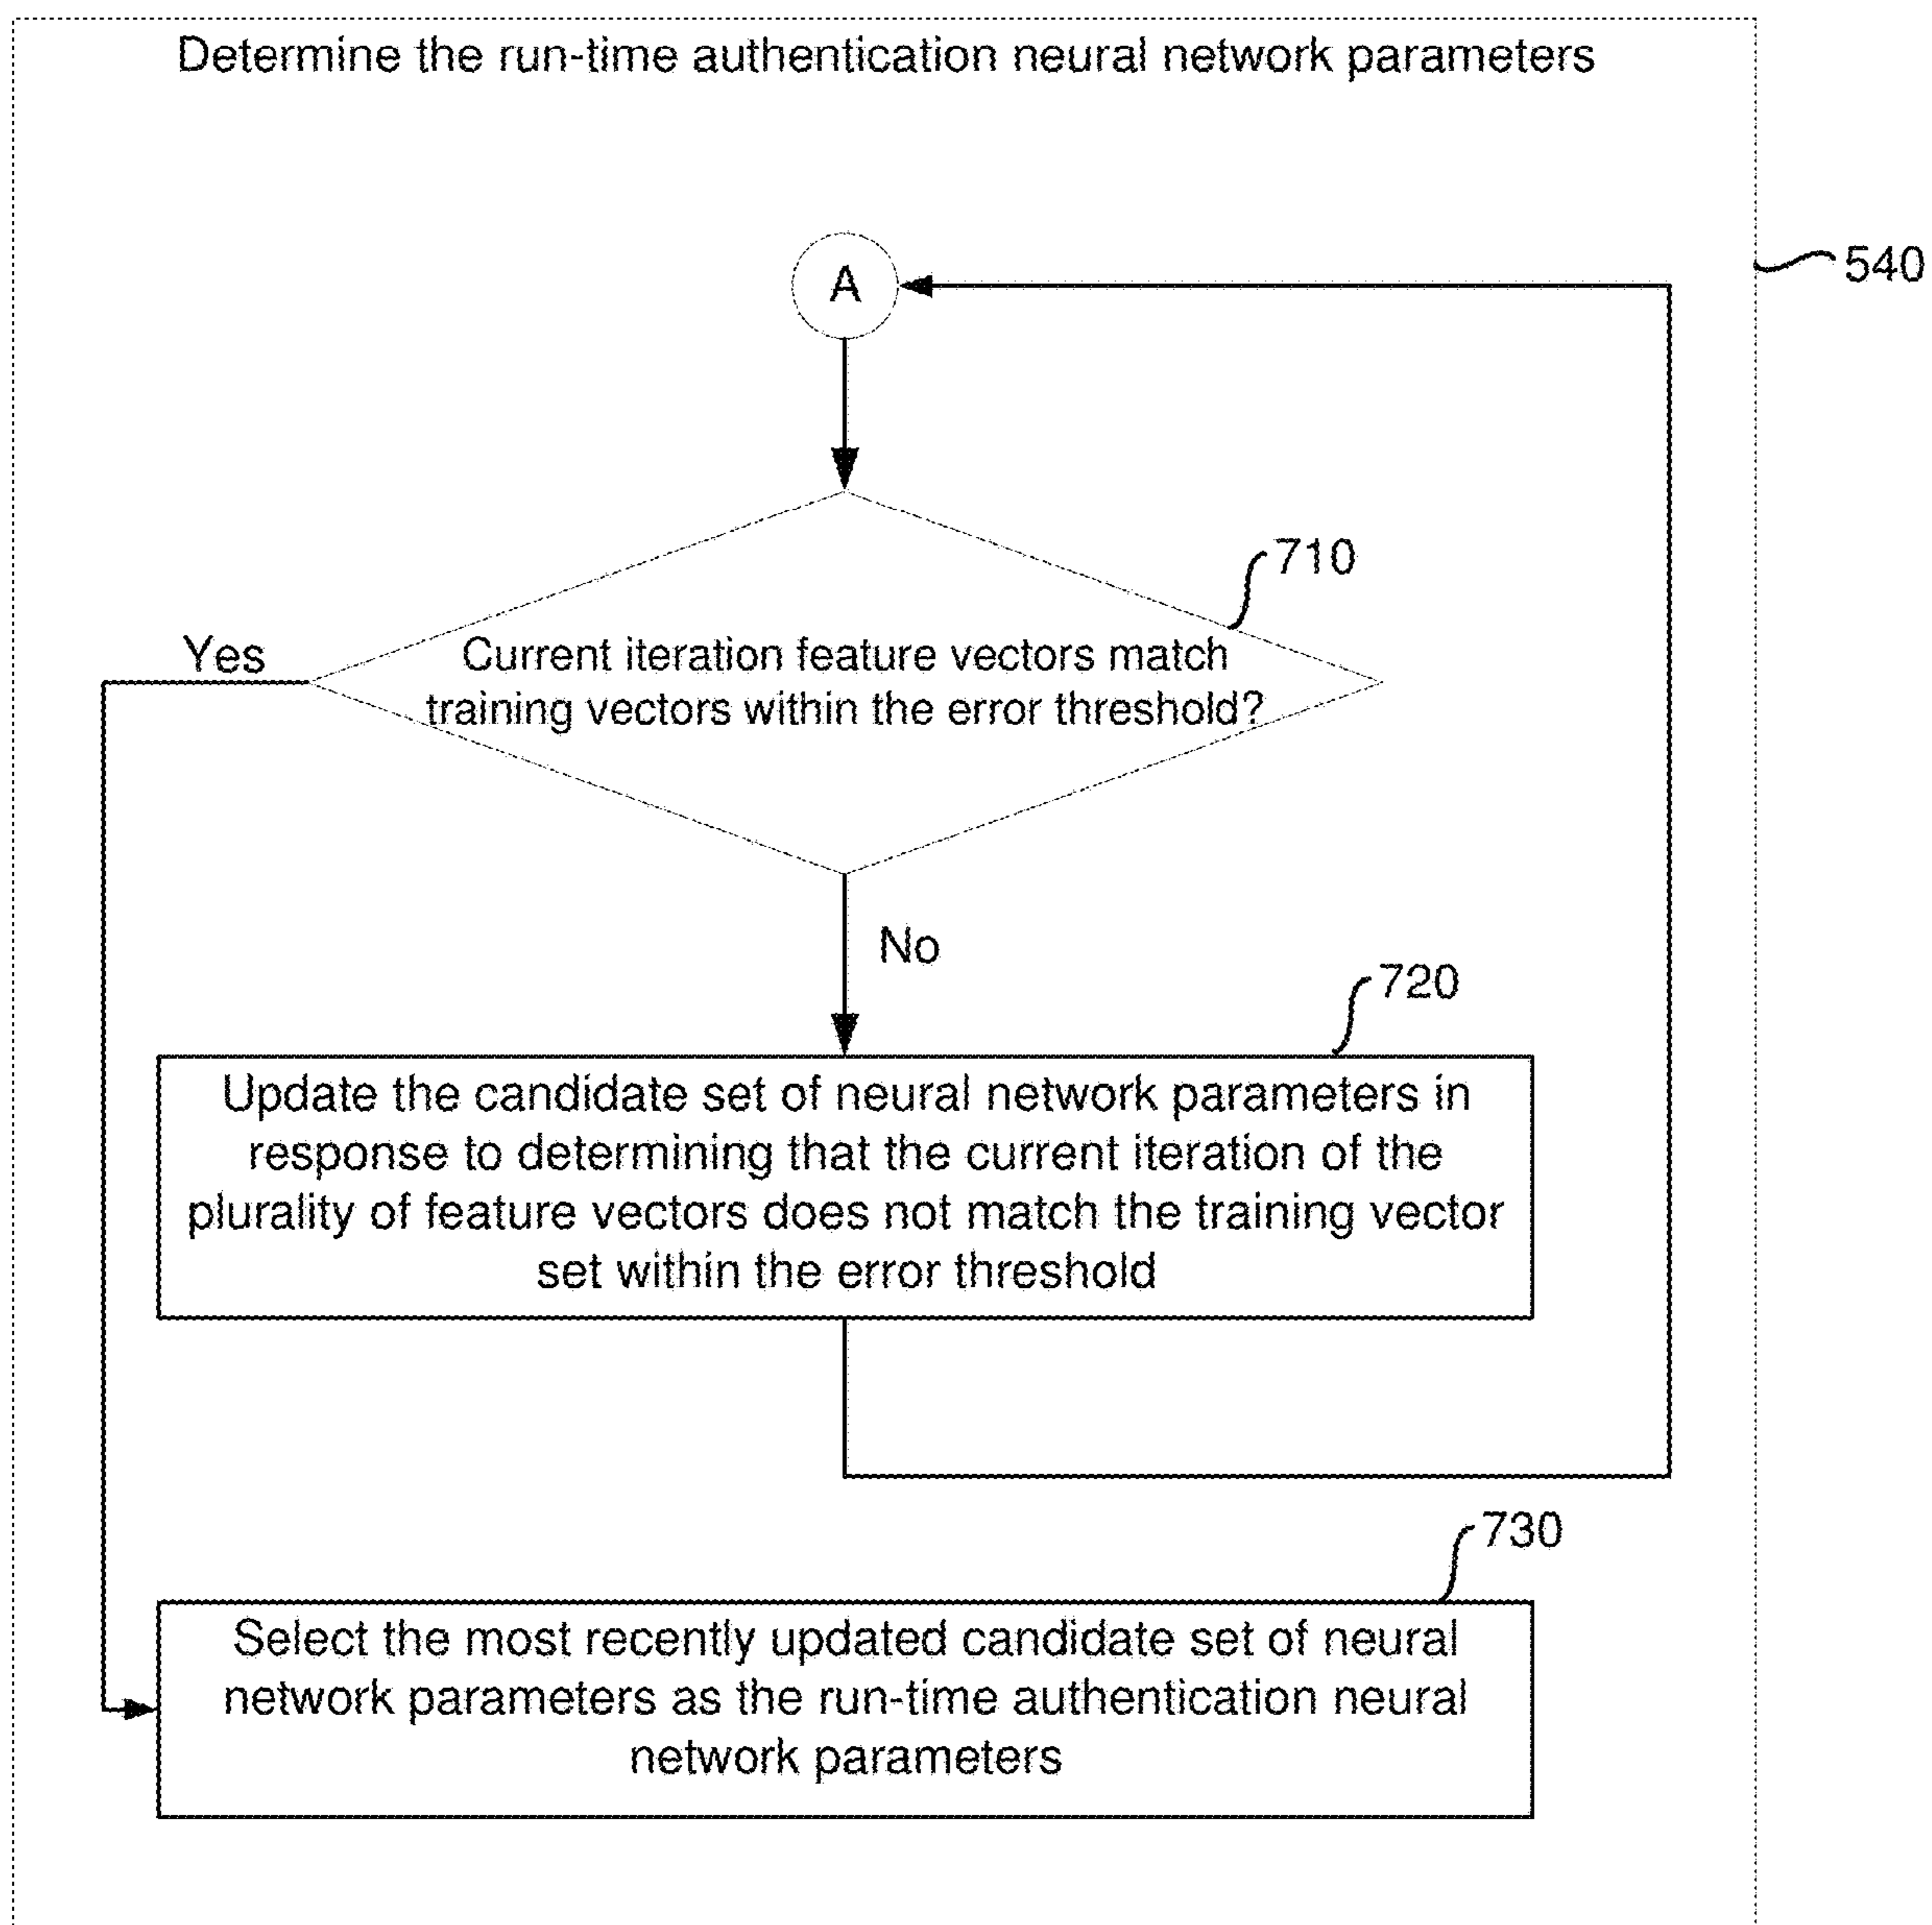 Determine the run-time authentication neural network parameters
540
A
710
Yes
Current iteration feature vectors match
training vectors within the error threshold?
No
720
Update the candidate set of neural network parameters in
response to determining that the current iteration of the
plurality of feature vectors does not match the training vector
set within the error threshold
730
Select the most recently updated candidate set of neural
network parameters as the run-time authentication neural
network parameters